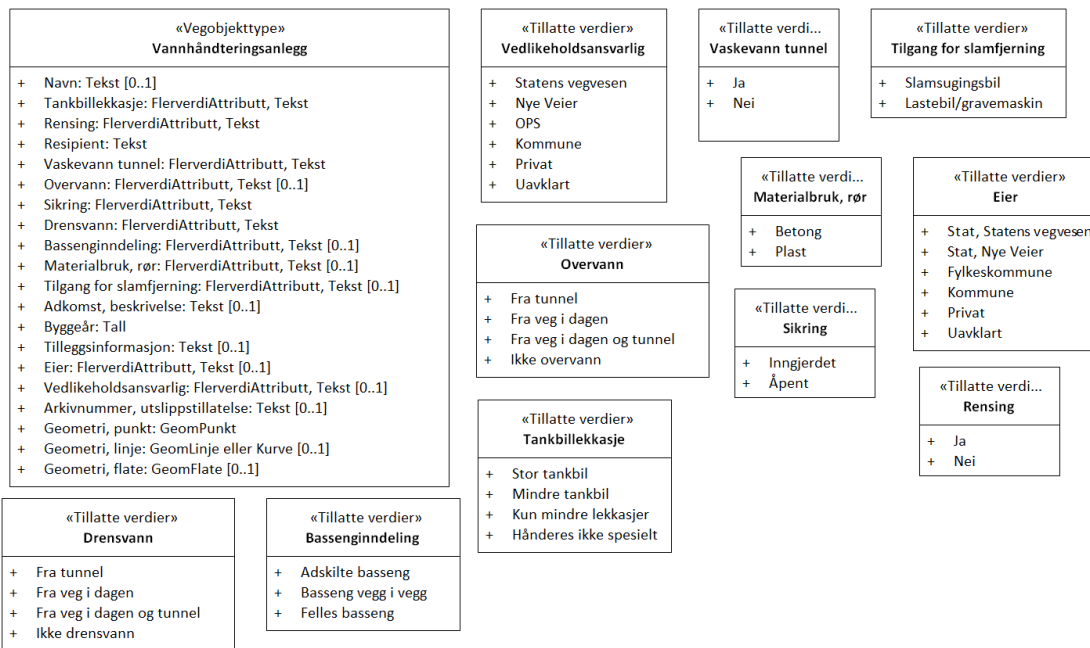 «Vegobjekttype»
Vannhåndteringsanlegg
+ Navn: Tekst [0..1]
+ Tankbillekkasje: FlerverdiAttributt, Tekst
+ Rensing: FlerverdiAttributt, Tekst
+ Resipient: Tekst
+ Vaskevann tunnel: FlerverdiAttributt, Tekst
+ Overvann: FlerverdiAttributt, Tekst [0..1]
+ Sikring: FlerverdiAttributt, Tekst
+ Drensvann: FlerverdiAttributt, Tekst
+ Bassenginndeling: FlerverdiAttributt, Tekst [0..1]
+ Materialbruk, rør: FlerverdiAttributt, Tekst [0..1]
+ Tilgang for slamfjerning: FlerverdiAttributt, Tekst [0..1]
+ Adkomst, beskrivelse: Tekst [0..1]
+ Byggeår: Tall
+ Tilleggsinformasjon: Tekst [0..1]
+ Eier: FlerverdiAttributt, Tekst [0..1]
+ Vedlikeholdsansvarlig: FlerverdiAttributt, Tekst [0..1]
+ Arkivnummer, utslippstillatelse: Tekst [0..1]
+ Geometri, punkt: GeomPunkt
+ Geometri, linje: GeomLinje eller Kurve [0..1]
+ Geometri, flate: GeomFlate [0..1]
«Tillatte verdier»
Vedlikeholdsansvarlig
+ Statens vegvesen
+ Nye Veier
+ OPS
+ Kommune
+ Privat
+ Uavklart
«Tillatte verdi...
Vaskevann tunnel
+ Ja
+ Nei
«Tillatte verdier»
Tilgang for slamfjerning
+ Slamsugingsbil
+ Lastebil/gravemaskin
«Tillatte verdi...
Materialbruk, rør
+ Betong
+ Plast
«Tillatte verdier»
Eier
+ Stat, Statens vegvesen
+ Stat, Nye Veier
+ Fylkeskommune
+ Kommune
+ Privat
+ Uavklart
«Tillatte verdier»
Overvann
+ Fra tunnel
+ Fra veg i dagen
+ Fra veg i dagen og tunnel
+ Ikke overvann
«Tillatte verdi...
Sikring
+ Inngjerdet
+ Åpent
«Tillatte verdi...
Rensing
+ Ja
+ Nei
«Tillatte verdier»
Tankbillekkasje
+ Stor tankbil
+ Mindre tankbil
+ Kun mindre lekkasjer
+ Hånderes ikke spesielt
«Tillatte verdier»
Drensvann
+ Fra tunnel
+ Fra veg i dagen
+ Fra veg i dagen og tunnel
+ Ikke drensvann
«Tillatte verdier»
Bassenginndeling
+ Adskilte basseng
+ Basseng vegg i vegg
+ Felles basseng